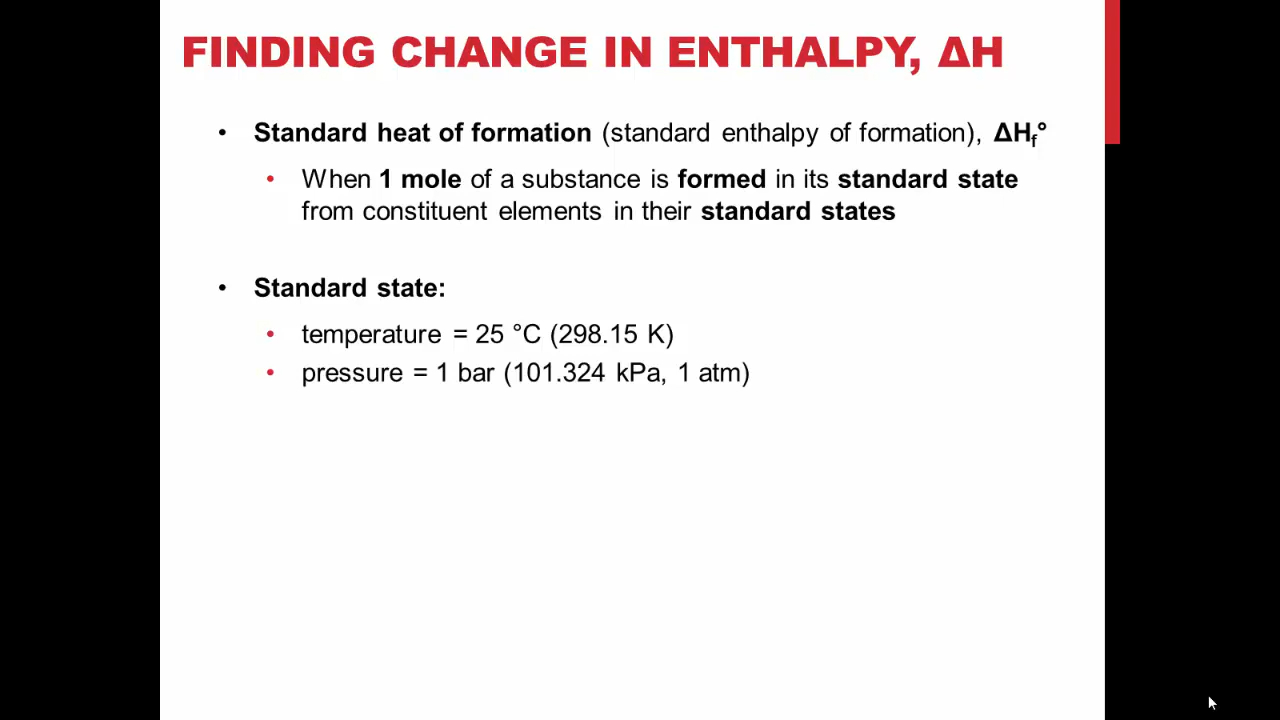 FINDING CHANGE IN ENTHALPY, ΔH
• Standard heat of formation (standard enthalpy of formation), ΔHf°
• When 1 mole of a substance is formed in its standard state
from constituent elements in their standard states
• Standard state:
• temperature = 25 °C (298.15 K)
• pressure = 1 bar (101.324 kPa, 1 atm)